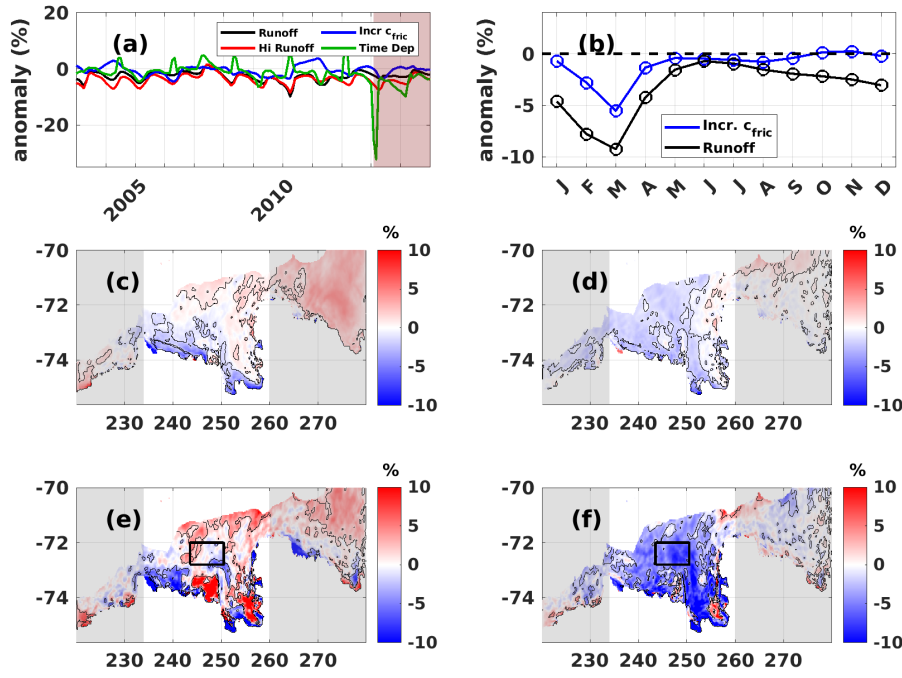 20
0
-20
anomaly (%)
(a)
Runoff
Incr c_fric
Hi Runoff
Time Dep
2005
2010
0
-5
-10
anomaly (%)
(b)
Incr. c_fric
Runoff
J F M A M J J A S O N D
-70
-72
-74
(c)
230 240 250 260 270
%
10
5
0
-5
-10
-70
-72
-74
(d)
230 240 250 260 270
%
10
5
0
-5
-10
-70
-72
-74
(e)
230 240 250 260 270
%
10
5
0
-5
-10
-70
-72
-74
(f)
230 240 250 260 270
%
10
5
0
-5
-10